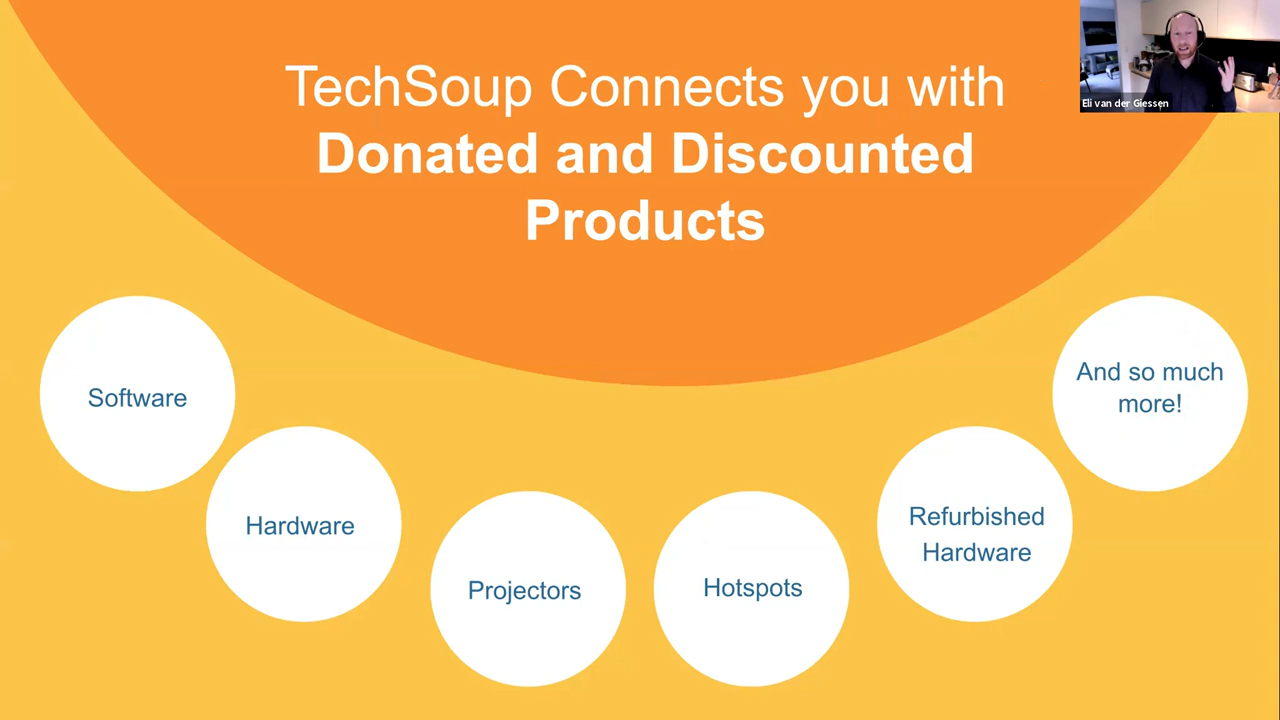 TechSoup Connects you with
Donated and Discounted
Products
Eli van der Giessen
Software
Hardware
Projectors
Hotspots
Refurbished
Hardware
And so much
more!